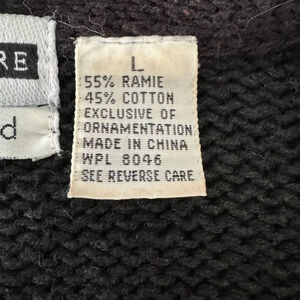 RE
d
L
55% RAMIE
45% COTTON
EXCLUSIVE OF
ORNAMENTATION
MADE IN CHINA
WPL 8046
SEE REVERSE CARE